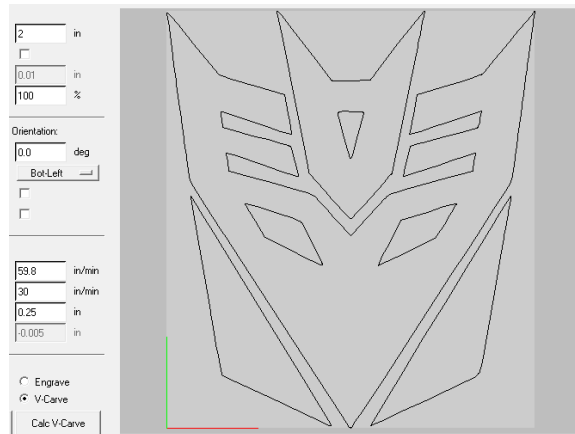 2 in
0.01 in
100 %
Orientation:
0.0 deg
Bot-Left
59.8 in/min
30 in/min
0.25 in
-0.005 in
Engrave
V-Carve
Calc V-Carve